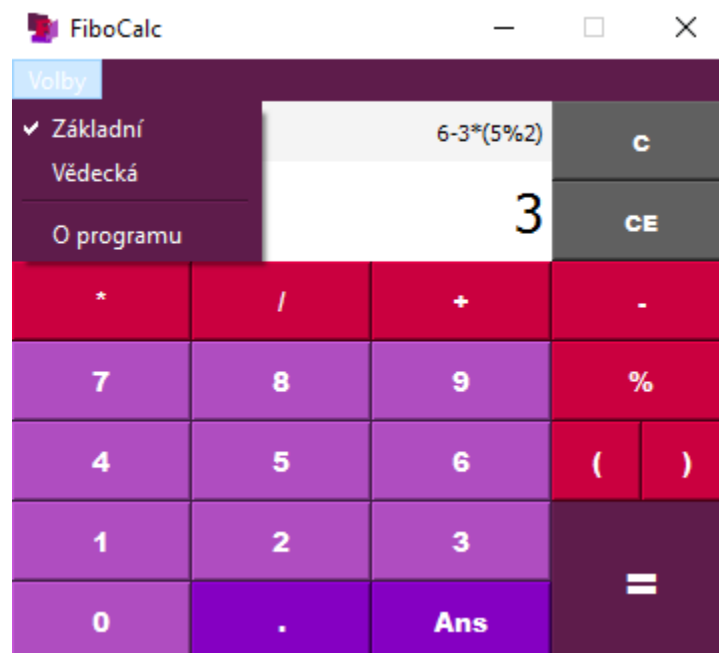 FiboCalc
Volby
Základní
Vědecká
O programu
6-3*(5%2)
3
C
CE
* / + -
7 8 9 %
4 5 6 ( )
1 2 3
=
0 . Ans